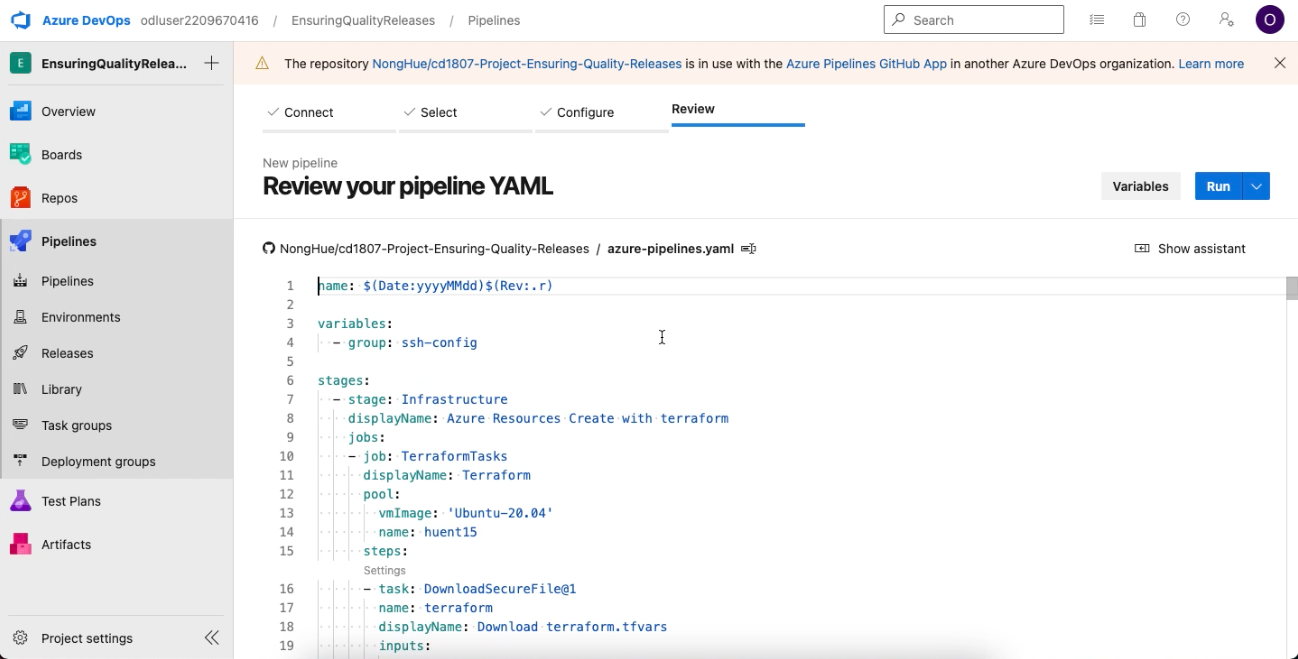 Azure DevOps odluser2209670416 / EnsuringQualityReleases / Pipelines Search O
E EnsuringQualityRelea... +
The repository NongHue/cd1807-Project-Ensuring-Quality-Releases is in use with the Azure Pipelines GitHub App in another Azure DevOps organization. Learn more
Overview
Boards
Repos
Pipelines
Pipelines
Environments
Releases
Library
Task groups
Deployment groups
Test Plans
Artifacts
Project settings
Connect Select Configure Review
New pipeline
Review your pipeline YAML
Variables Run
NongHue/cd1807-Project-Ensuring-Quality-Releases / azure-pipelines.yaml
Show assistant
1 name: $(Date:yyyyMMdd)$(Rev:.r)
2
3 variables:
4 - group: ssh-config
5
6 stages:
7 - stage: Infrastructure
8 displayName: Azure Resources Create with terraform
9 jobs:
10 - job: TerraformTasks
11 displayName: Terraform
12 pool:
13 vmImage: 'Ubuntu-20.04'
14 name: huent15
15 steps:
Settings
16 - task: DownloadSecureFile@1
17 name: terraform
18 displayName: Download terraform.tfvars
19 inputs: